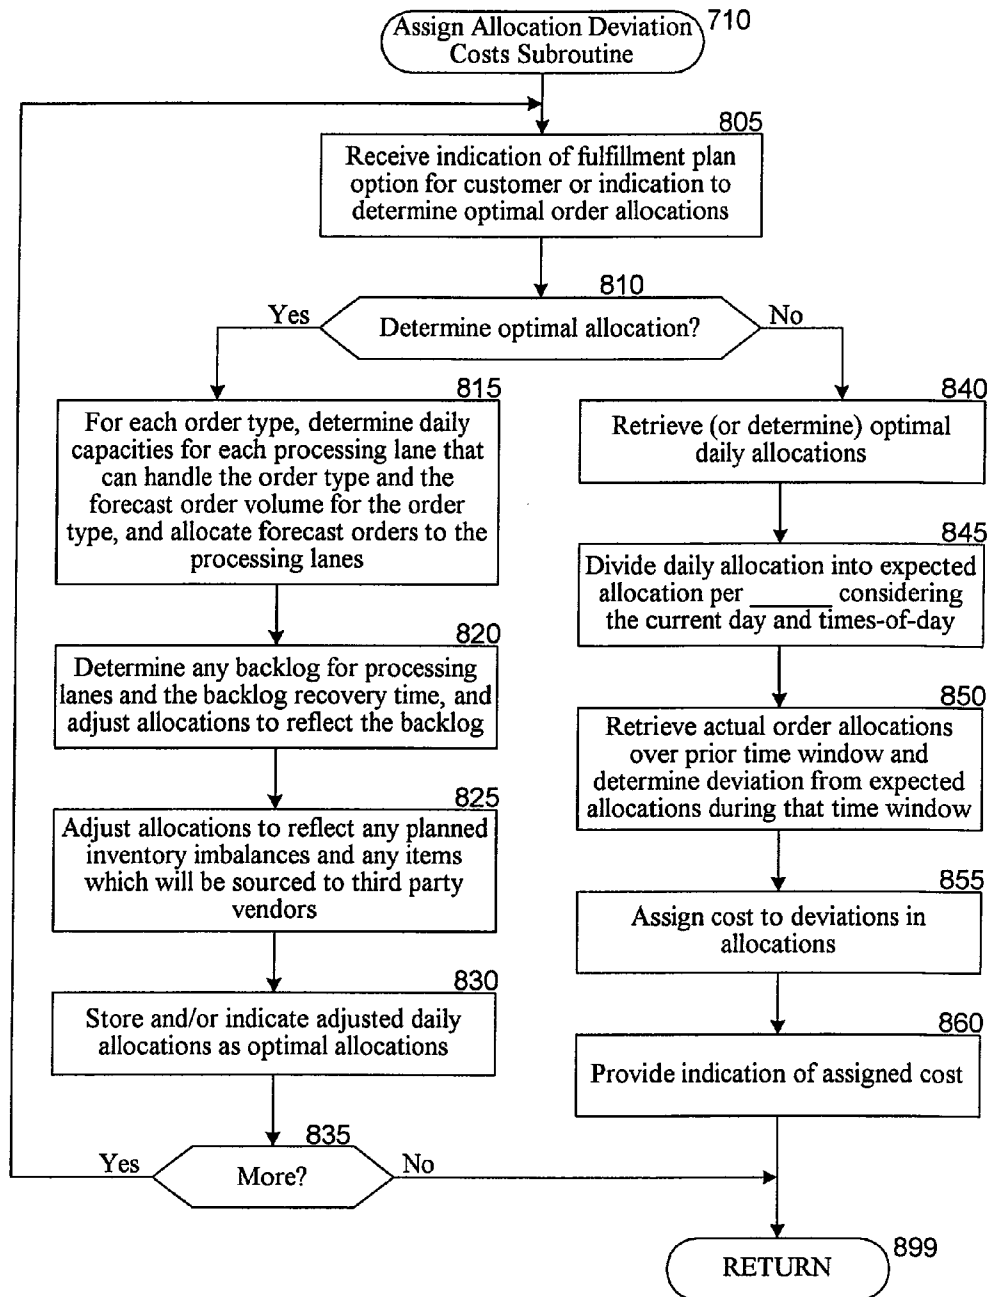 Assign Allocation Deviation
Costs Subroutine
710
805
Receive indication of fulfillment plan
option for customer or indication to
determine optimal order allocations
810
Determine optimal allocation?
Yes
No
815
For each order type, determine daily
capacities for each processing lane that
can handle the order type and the
forecast order volume for the order
type, and allocate forecast orders to the
processing lanes
820
Determine any backlog for processing
lanes and the backlog recovery time, and
adjust allocations to reflect the backlog
825
Adjust allocations to reflect any planned
inventory imbalances and any items
which will be sourced to third party
vendors
830
Store and/or indicate adjusted daily
allocations as optimal allocations
835
More?
Yes
No
840
Retrieve (or determine) optimal
daily allocations
845
Divide daily allocation into expected
allocation per ______ considering
the current day and times-of-day
850
Retrieve actual order allocations
over prior time window and
determine deviation from expected
allocations during that time window
855
Assign cost to deviations in
allocations
860
Provide indication of assigned cost
RETURN
899